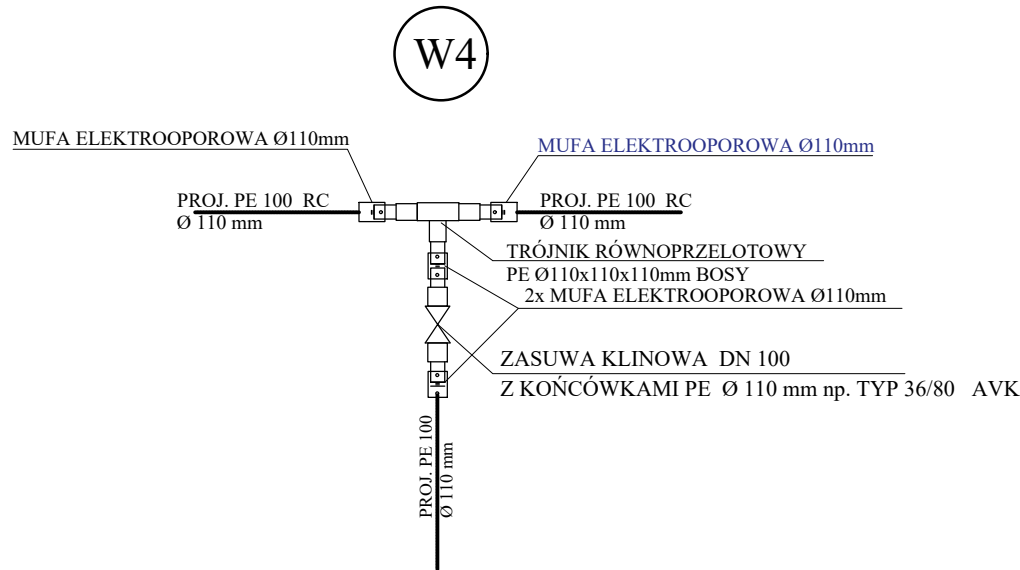 W4
MUFA ELEKTROOPOROWA Ø110mm
MUFA ELEKTROOPOROWA Ø110mm
PROJ. PE 100 RC
Ø 110 mm
PROJ. PE 100 RC
Ø 110 mm
TRÓJNIK RÓWNOPRZELOTOWY
PE Ø110x110x110mm BOSY
2x MUFA ELEKTROOPOROWA Ø110mm
ZASUWA KLINOWA DN 100
Z KOŃCÓWKAMI PE Ø 110 mm np. TYP 36/80 AVK
PROJ. PE 100
Ø 110 mm